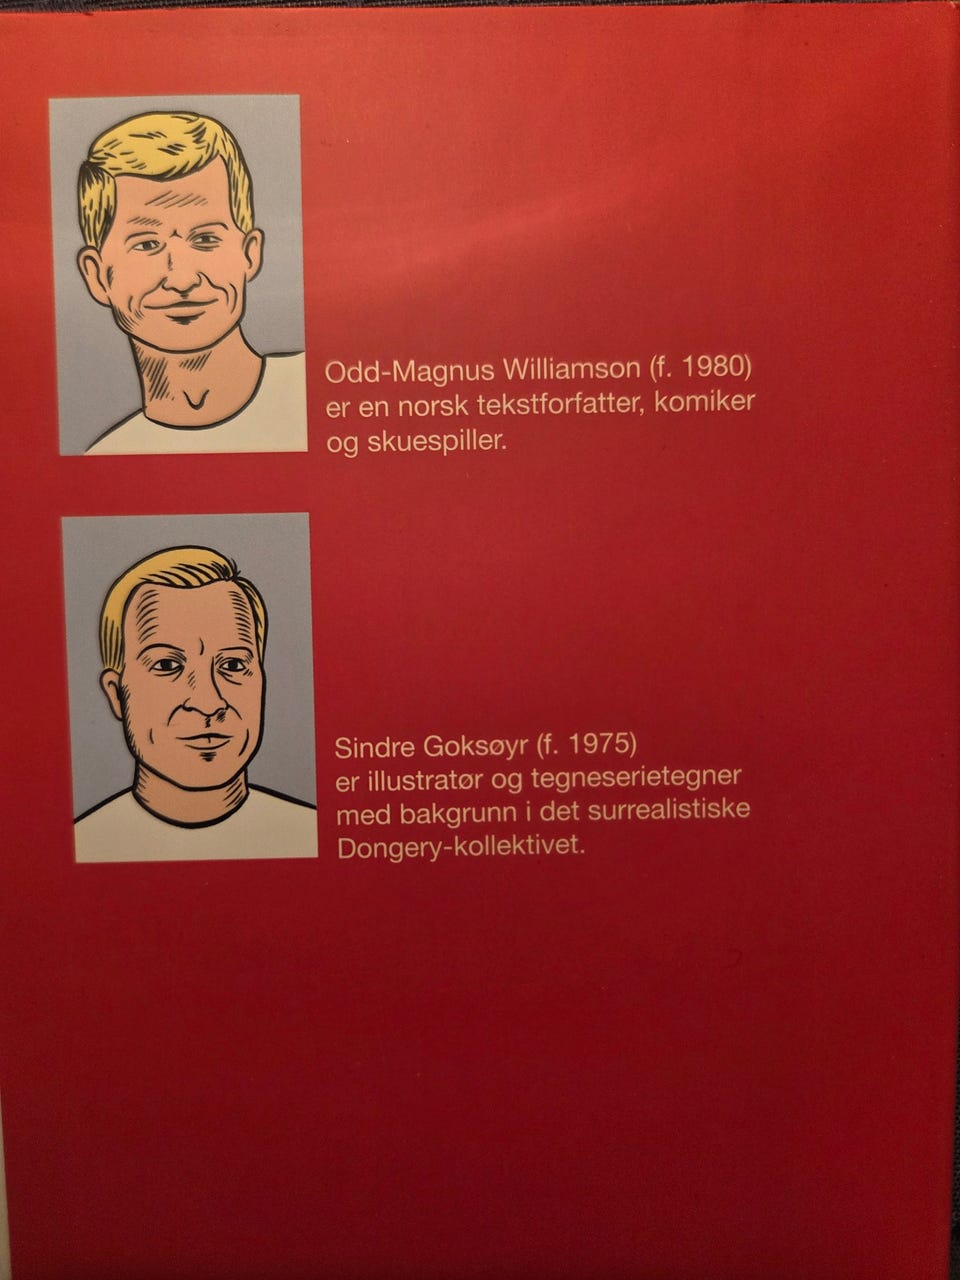 Odd-Magnus Williamson (f. 1980)
er en norsk tekstforfatter, komiker
og skuespiller.
Sindre Goksøyr (f. 1975)
er illustratør og tegneserietegner
med bakgrunn i det surrealistiske
Dongery-kollektivet.